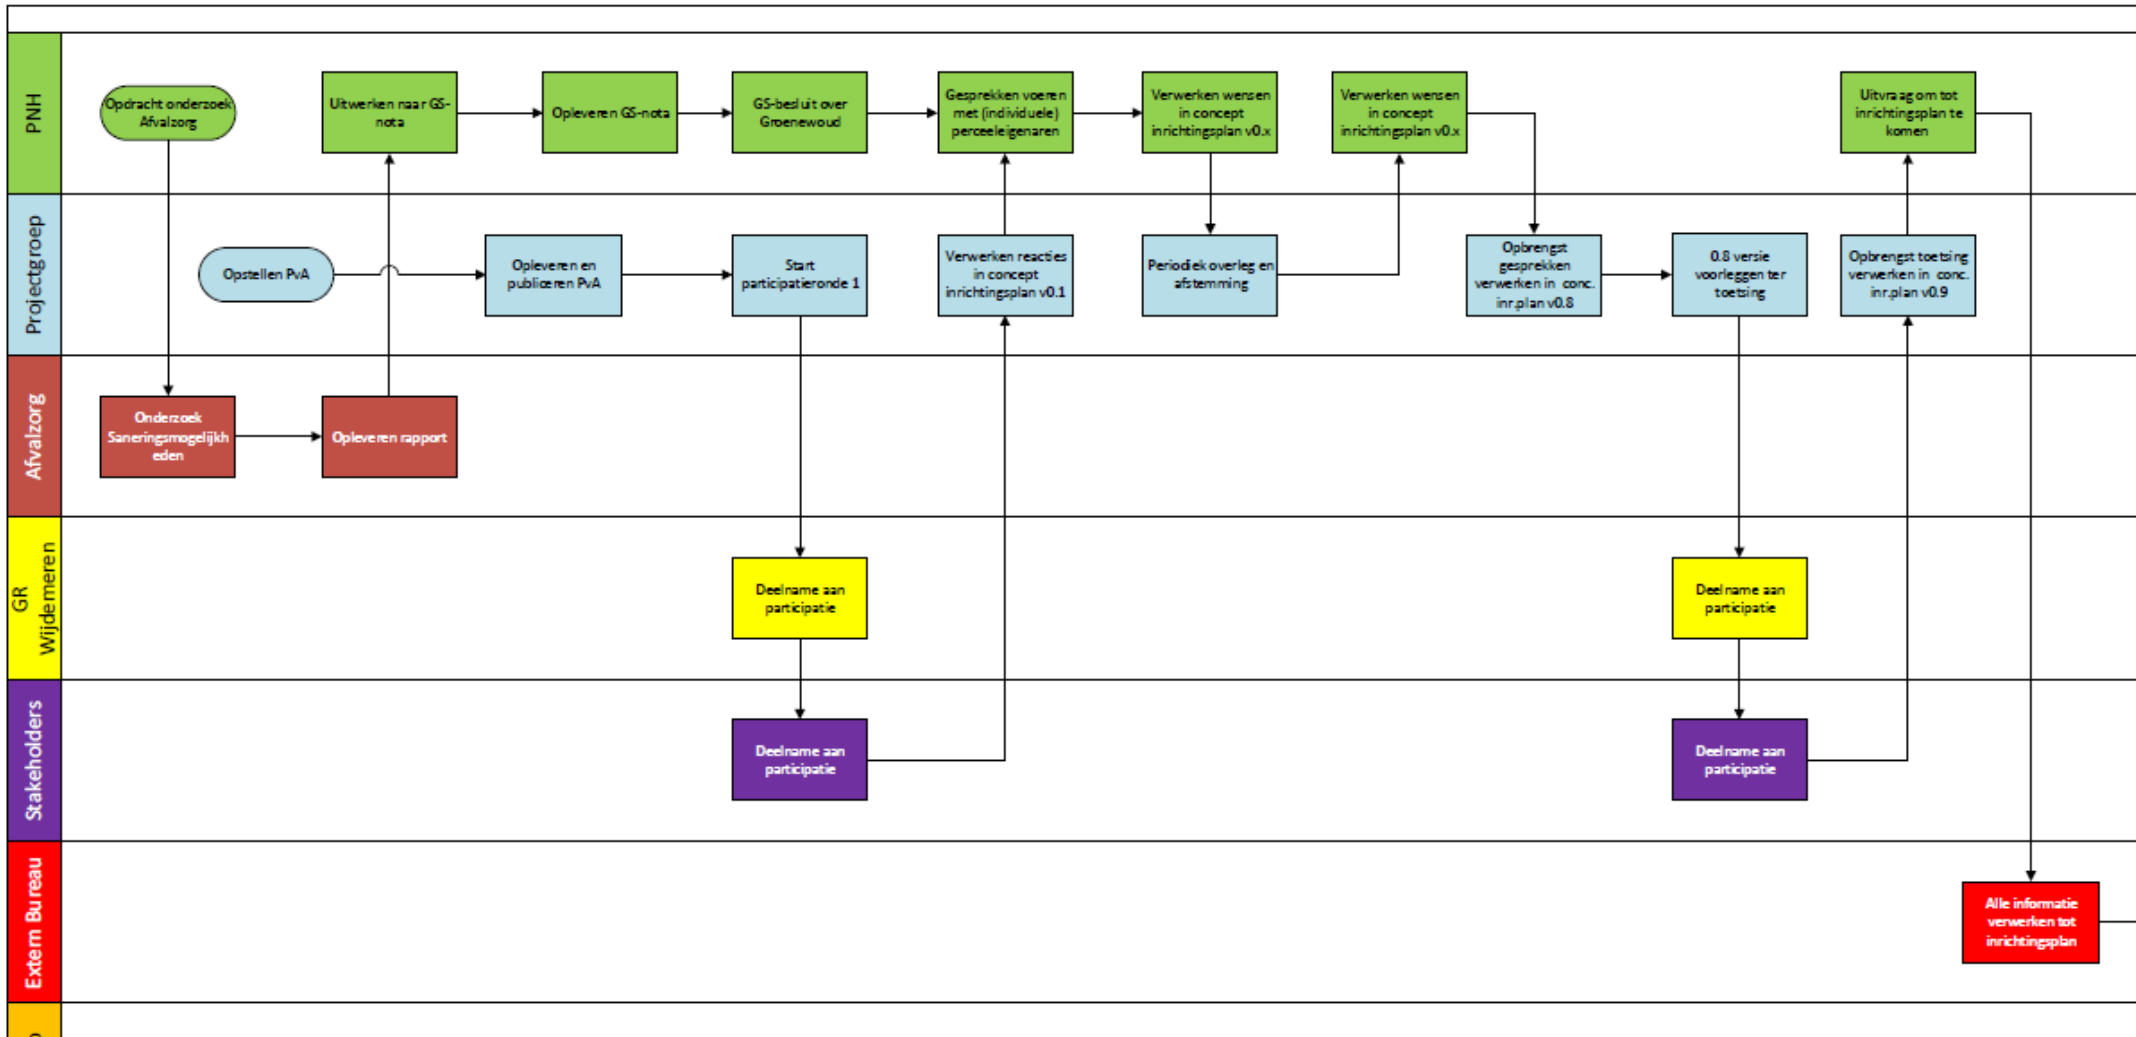 PNH
Opdracht onderzoek
Afvalzorg
Uitwerken naar GS-
nota
Opleveren GS-nota
GS-besluit over
Groenewoud
Gesprekken voeren
met (individuele)
perceeleigenaren
Verwerken wensen
in concept
inrichtingsplan v0.x
Verwerken wensen
in concept
inrichtingsplan v0.x
Uitvraag om tot
inrichtingsplan te
komen
Projectgroep
Opstellen PvA
Opleveren en
publiceren PvA
Start
participatieronde 1
Verwerken reacties
in concept
inrichtingsplan v0.1
Periodiek overleg en
afstemming
Opbrengst
gesprekken
verwerken in conc.
inr.plan v0.8
0.8 versie
voorleggen ter
toetsing
Opbrengst toetsing
verwerken in conc.
inr.plan v0.9
Afvalzorg
Onderzoek
Saneringsmogelijkh
eden
Opleveren rapport
GR
Wijdemeren
Deelname aan
participatie
Deelname aan
participatie
Stakeholders
Deelname aan
participatie
Deelname aan
participatie
Extern Bureau
Alle informatie
verwerken tot
inrichtingsplan